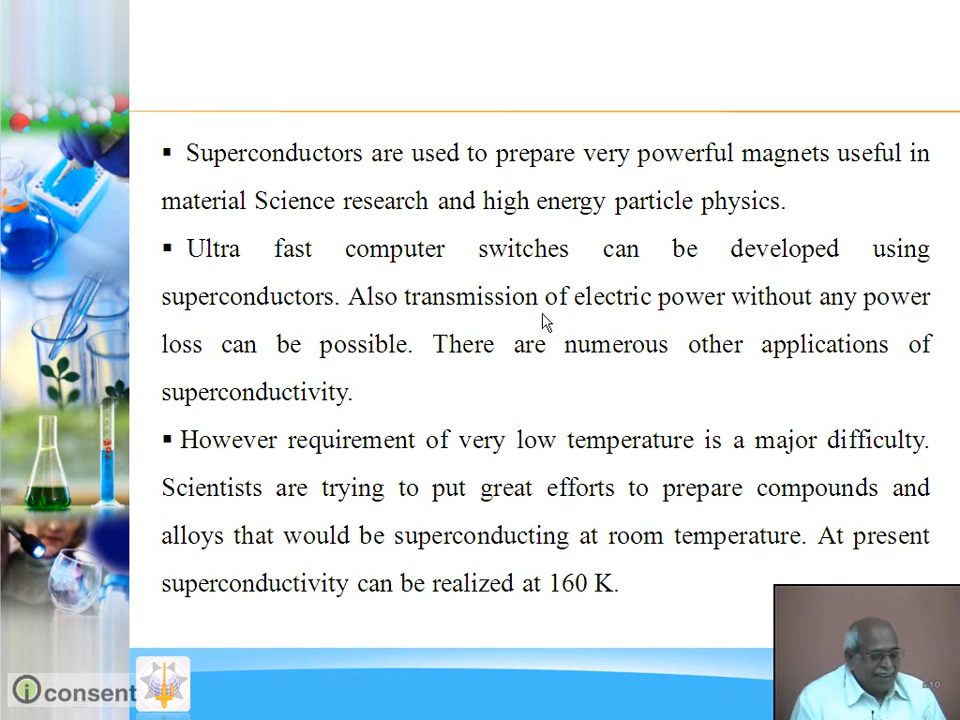 ▪ Superconductors are used to prepare very powerful magnets useful in
material Science research and high energy particle physics.
▪ Ultra fast computer switches can be developed using
superconductors. Also transmission of electric power without any power
loss can be possible. There are numerous other applications of
superconductivity.
▪ However requirement of very low temperature is a major difficulty.
Scientists are trying to put great efforts to prepare compounds and
alloys that would be superconducting at room temperature. At present
superconductivity can be realized at 160 K.
i consent